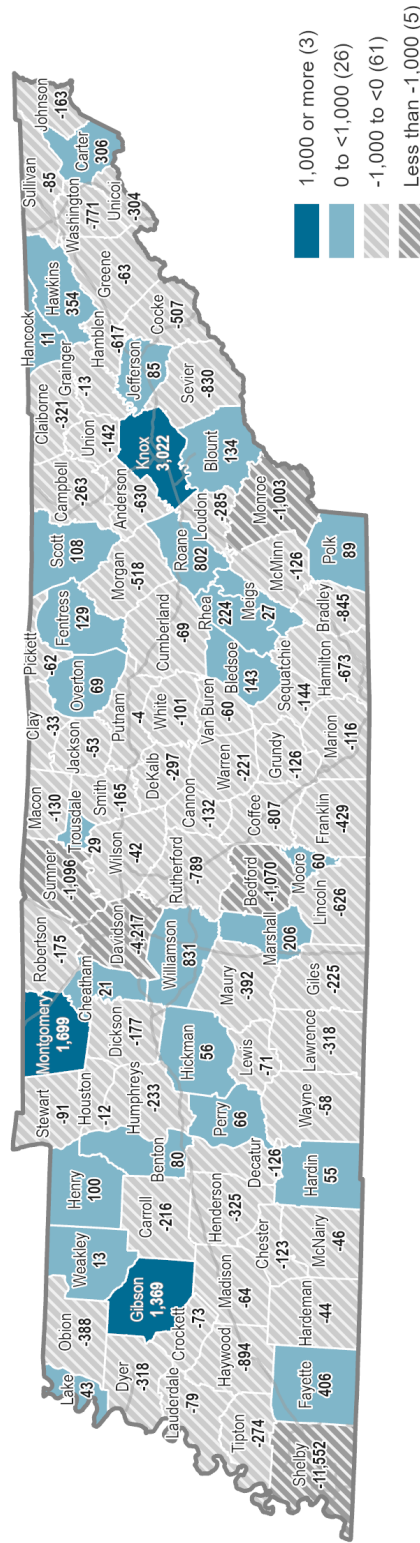 Lake
43
Obion
-388
Weakley
13
Henry
100
Stewart
-91
Montgomery
1,699
Robertson
-175
Sumner
-1,096
Macon
-130
Clay
-33
Pickett
-62
Scott
108
Campbell
-263
Claiborne
-321
Hancock
11
Hawkins
354
Sullivan
-85
Johnson
-163
Carter
306
Washington
-771
Unicoi
-304
Greene
-63
Hamblen
-617
Grainger
-13
Union
-142
Dyer
-318
Gibson
1,369
Carroll
-216
Benton
80
Houston
-12
Humphreys
-233
Dickson
-177
Cheatham
21
Davidson
-4,217
Trousdale
29
Wilson
-42
Smith
-165
Jackson
-53
Overton
69
Fentress
129
Putnam
-4
Morgan
-518
Anderson
-630
Knox
3,022
Jefferson
85
Cocke
-507
Sevier
-830
Blount
134
Loudon
-285
Roane
802
Cumberland
-69
White
-101
DeKalb
-297
Cannon
-132
Rutherford
-789
Williamson
831
Hickman
56
Perry
66
Decatur
-126
Henderson
-325
Madison
-64
Crockett
-73
Lauderdale
-79
Haywood
-894
Tipton
-274
Shelby
-11,552
Fayette
406
Hardeman
-44
Chester
-123
McNairy
-46
Hardin
55
Wayne
-58
Lewis
-71
Lawrence
-318
Maury
-392
Giles
-225
Marshall
206
Bedford
-1,070
Moore
60
Lincoln
-626
Coffee
-807
Franklin
-429
Warren
-221
Van Buren
-60
Grundy
-126
Marion
-116
Sequatchie
-144
Bledsoe
143
Rhea
224
Meigs
27
Hamilton
-673
Bradley
-845
McMinn
-126
Polk
89
Monroe
-1,003
1,000 or more (3)
0 to <1,000 (26)
-1,000 to <0 (61)
Less than -1,000 (5)